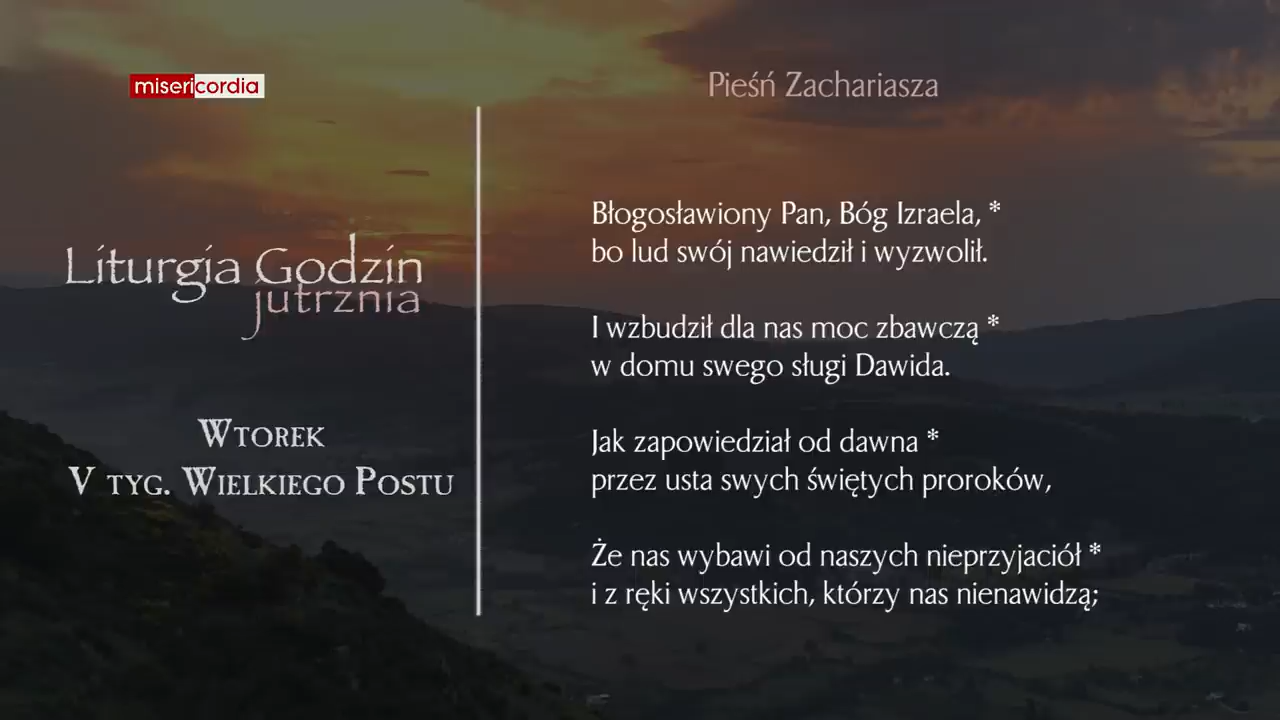 misericordia
Pieśń Zachariasza
Liturgia Godzin
jutrznia
Wtorek
V tyg. Wielkiego Postu
Błogosławiony Pan, Bóg Izraela, *
bo lud swój nawiedził i wyzwolił.
I wzbudził dla nas moc zbawczą *
w domu swego sługi Dawida.
Jak zapowiedział od dawna *
przez usta swych świętych proroków,
Że nas wybawi od naszych nieprzyjaciół *
i z ręki wszystkich, którzy nas nienawidzą;